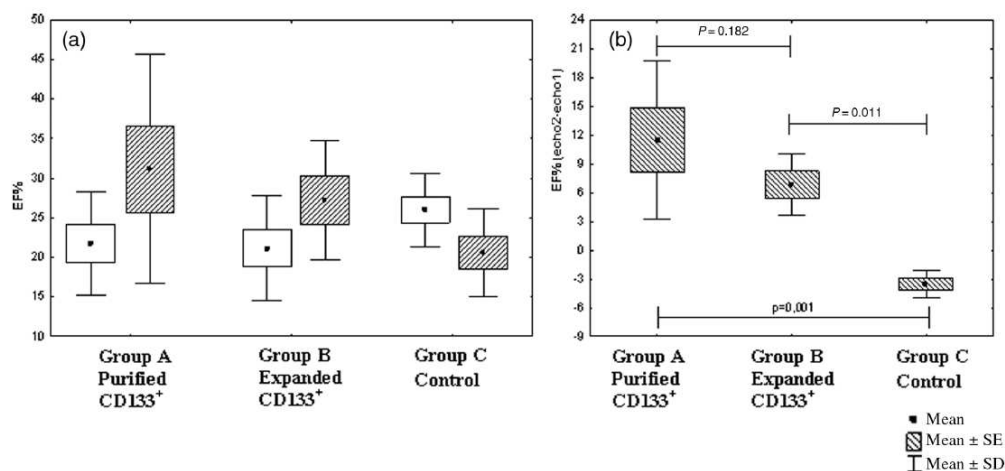 (a)
50
45
40
35
30
25
20
15
10
EF%
Group A
Purified
CD133⁺
Group B
Expanded
CD133⁺
Group C
Control
(b)
24
21
18
15
12
9
6
3
0
-3
-6
-9
EF% (echo2-echo1)
P = 0.182
P = 0.011
p=0,001
Group A
Purified
CD133⁺
Group B
Expanded
CD133⁺
Group C
Control
Mean
Mean ± SE
Mean ± SD